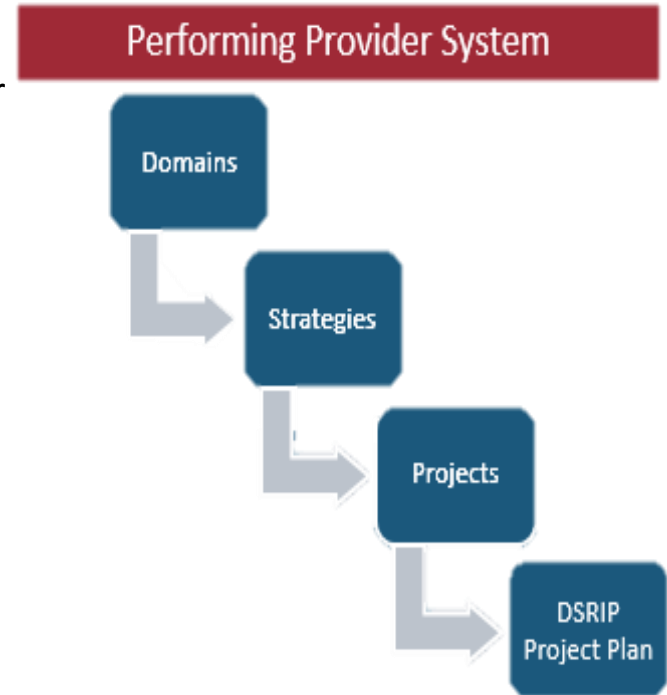 Performing Provider System
r
Domains
Strategies
Projects
DSRIP
Project Plan